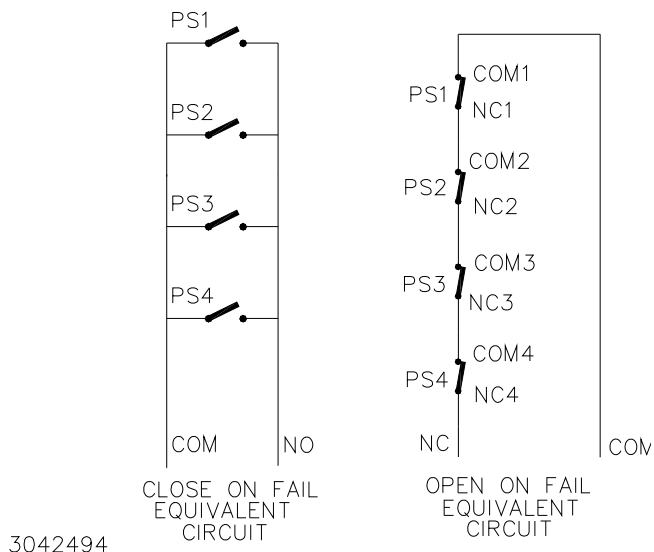 PS1
PS2
PS3
PS4
COM
NO
CLOSE ON FAIL
EQUIVALENT
CIRCUIT
PS1
COM1
NC1
PS2
COM2
NC2
PS3
COM3
NC3
PS4
COM4
NC4
NC
COM
OPEN ON FAIL
EQUIVALENT
CIRCUIT
3042494